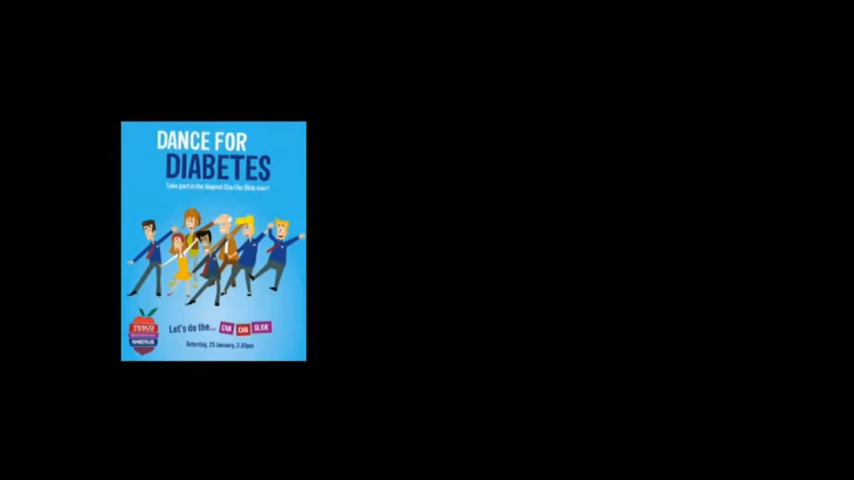 DANCE FOR
DIABETES
Take part in the biggest Cha Cha Slide ever!
TESCO
Let's do the... CHA CHA SLIDE
Saturday, 25 January, 2.30pm